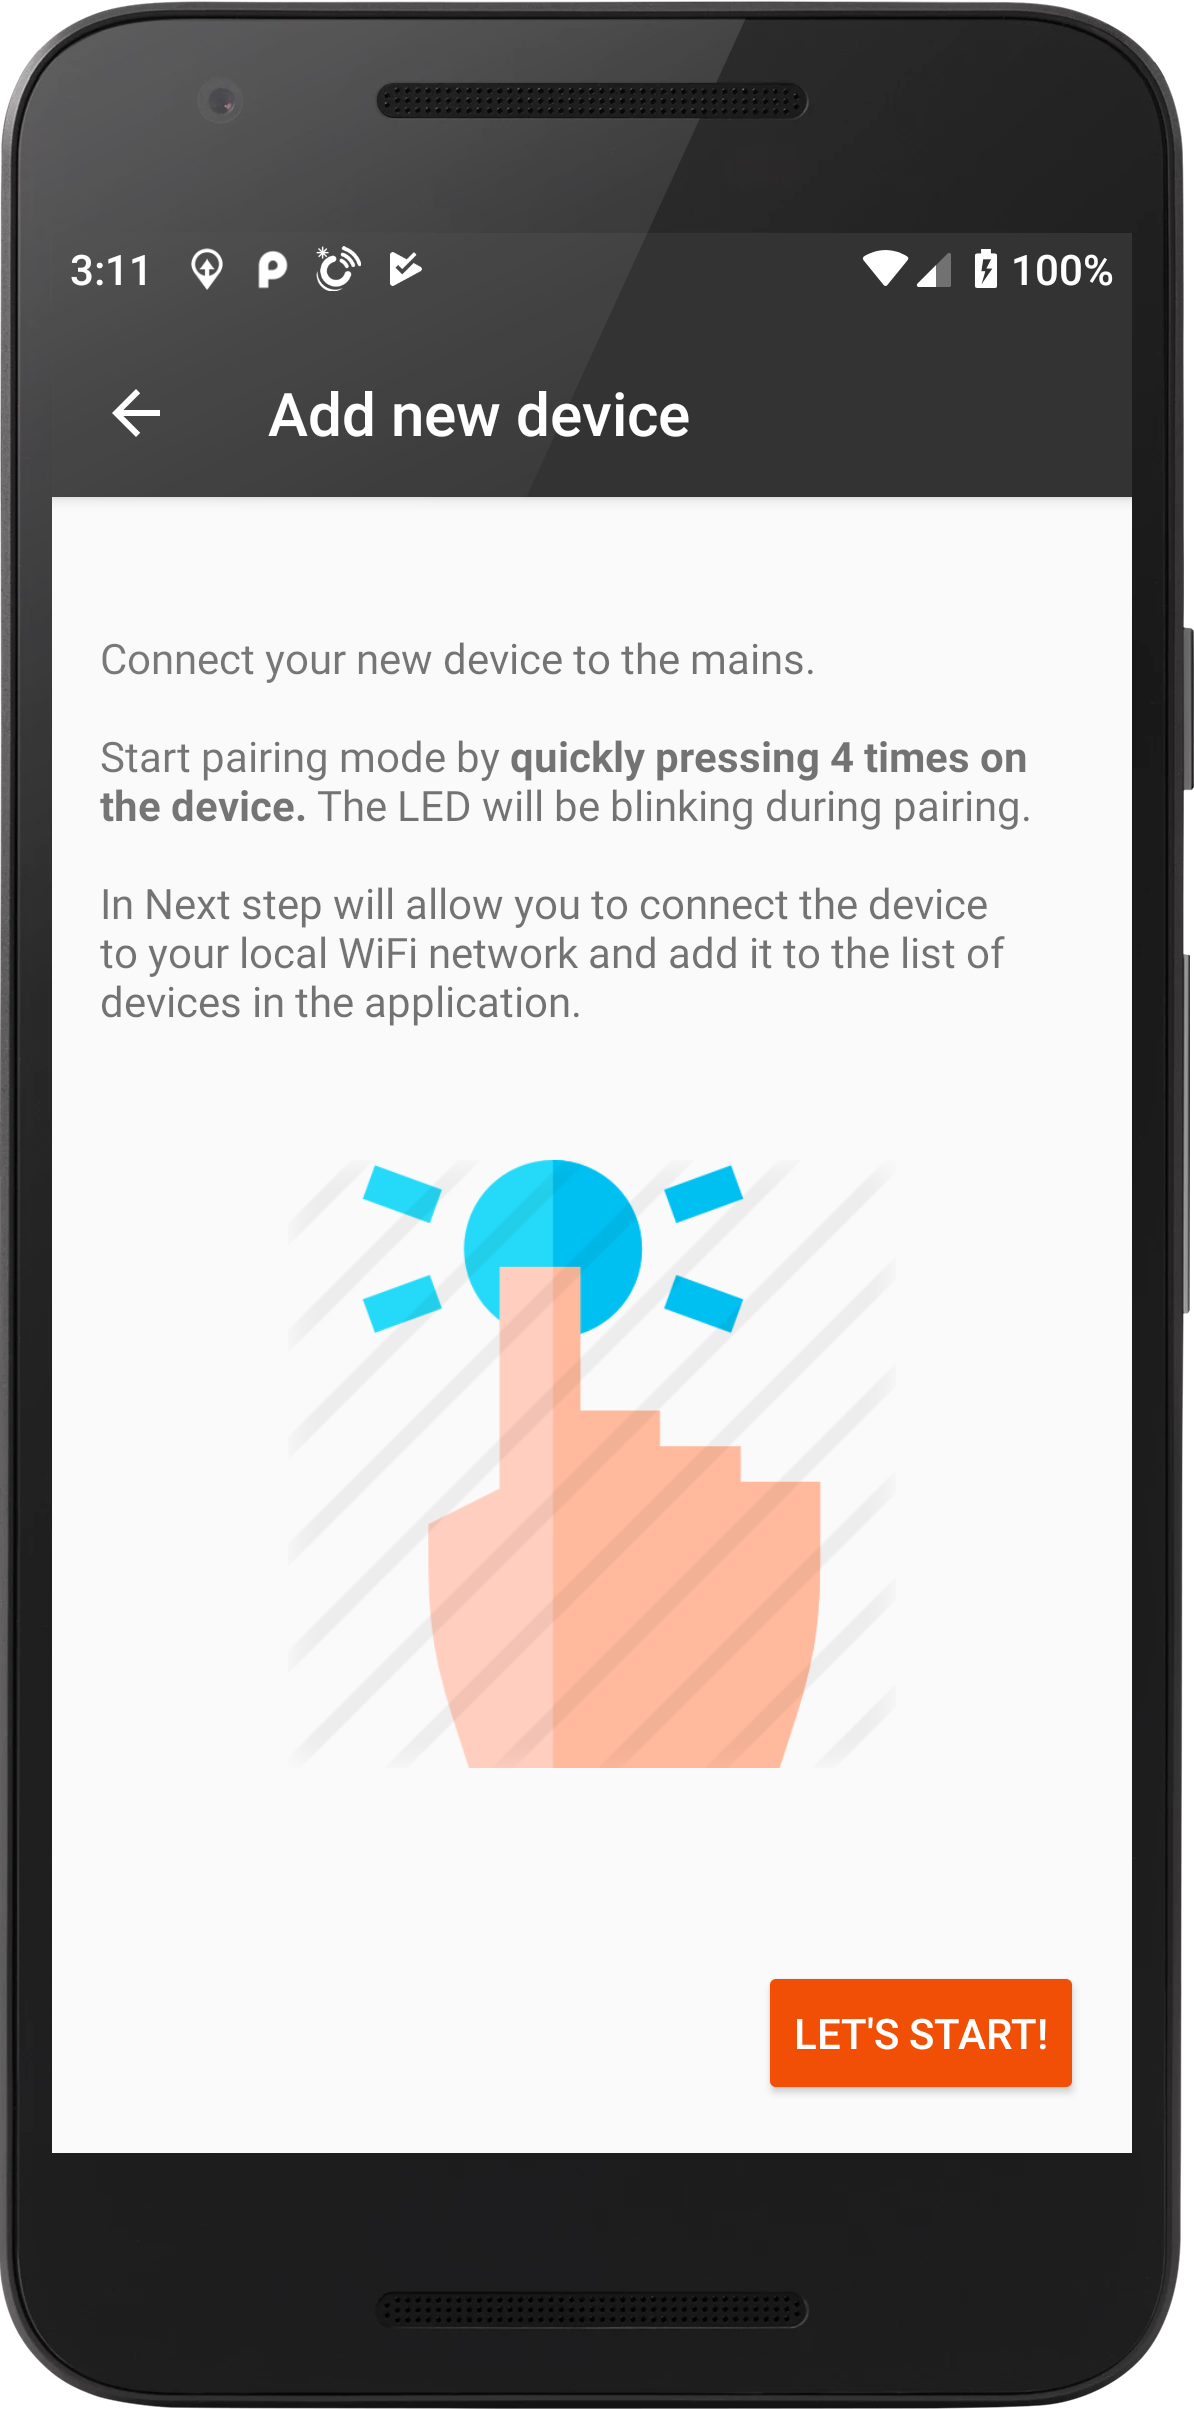 3:11 100%
Add new device
Connect your new device to the mains.
Start pairing mode by quickly pressing 4 times on
the device. The LED will be blinking during pairing.
In Next step will allow you to connect the device
to your local WiFi network and add it to the list of
devices in the application.
LET'S START!